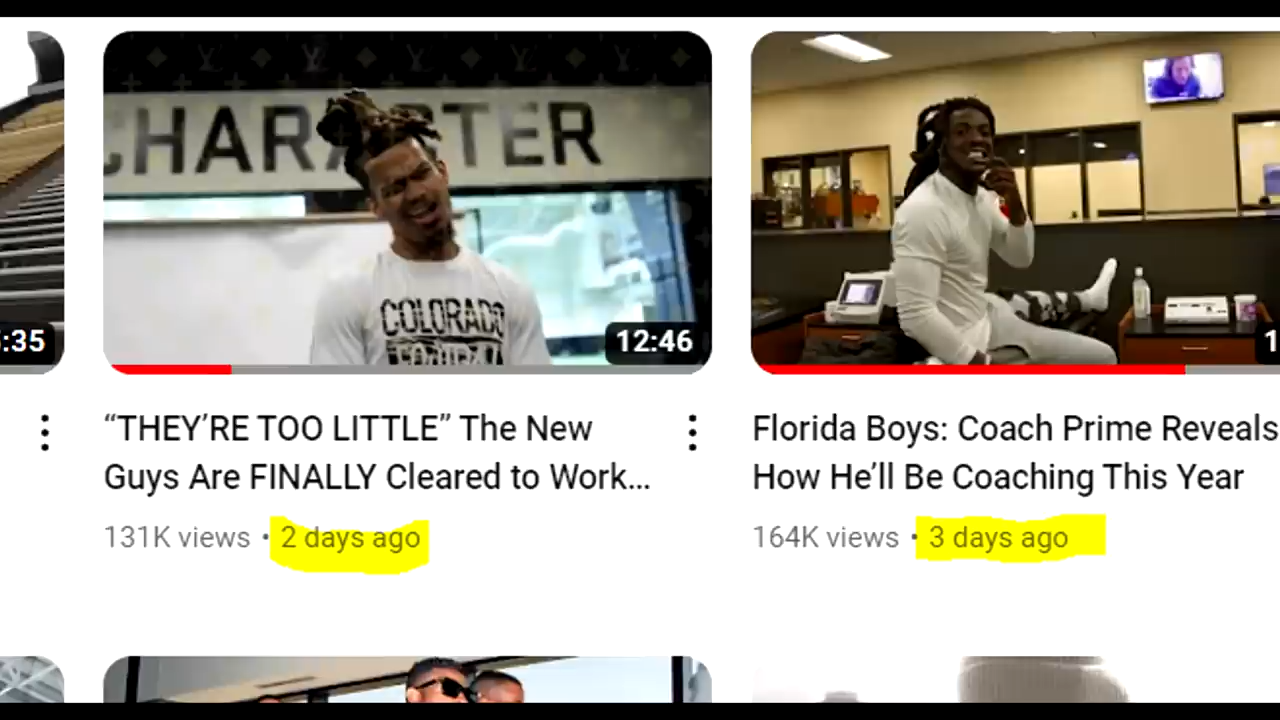 CHARACTER
COLORADO
FOOTBALL
:35
12:46
1
“THEY’RE TOO LITTLE” The New
Guys Are FINALLY Cleared to Work...
131K views • 2 days ago
Florida Boys: Coach Prime Reveals
How He’ll Be Coaching This Year
164K views • 3 days ago